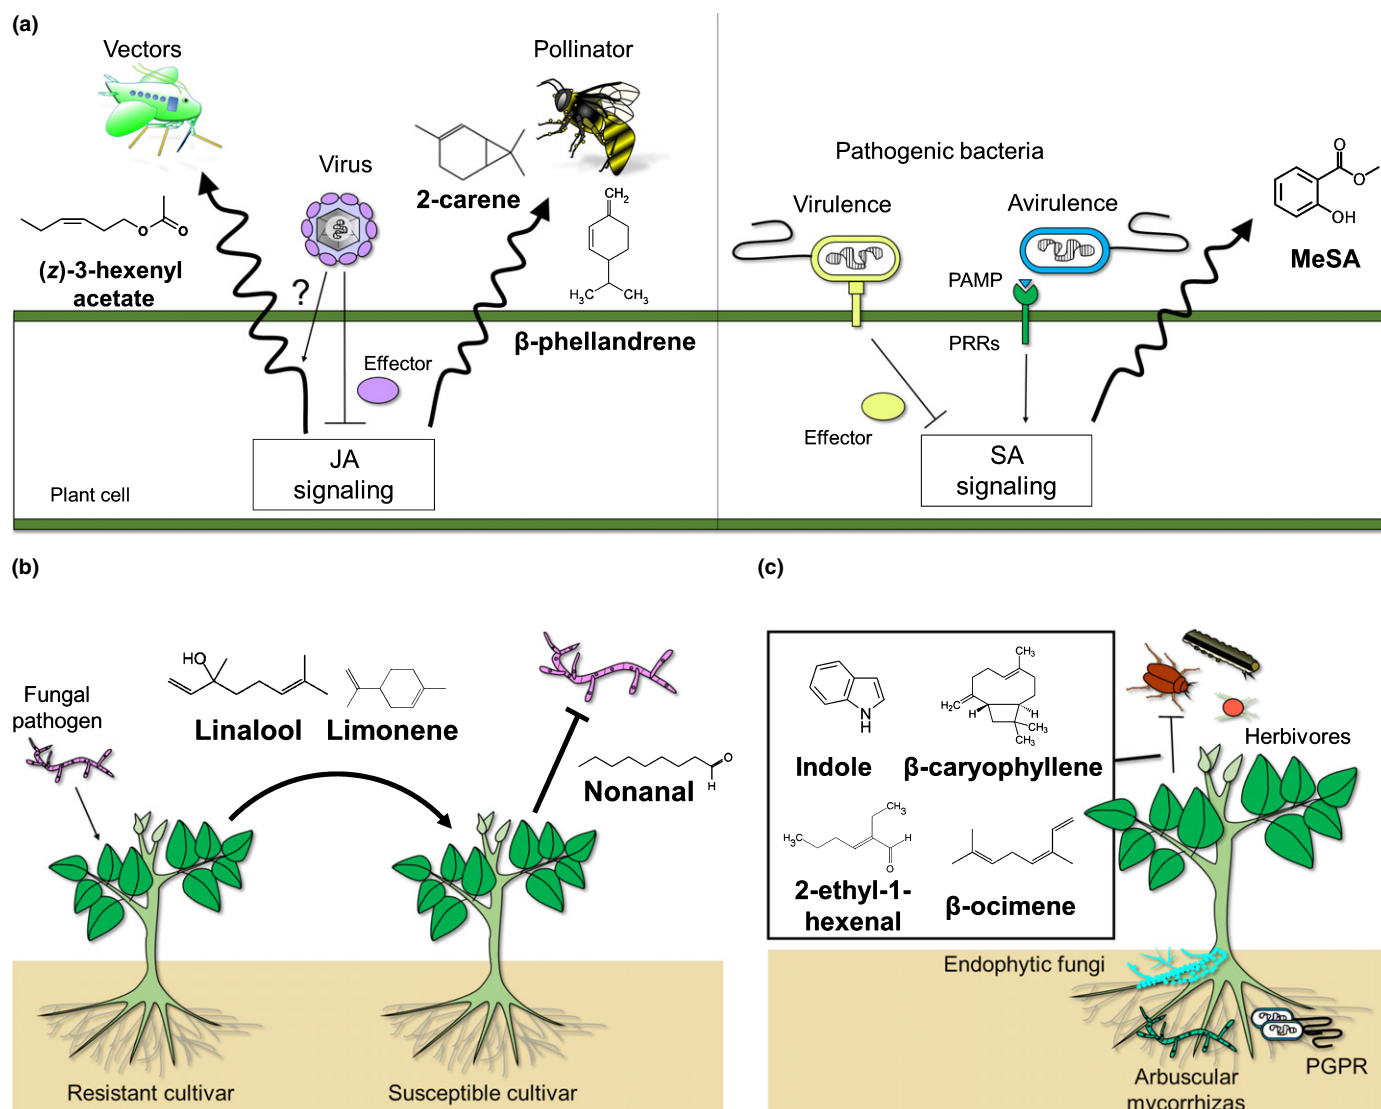 (a)
Vectors
Pollinator
Virus
2-carene
CH₂
H₃C
CH₃
β-phellandrene
o
o
(z)-3-hexenyl
acetate
?
Effector
JA
signaling
Plant cell
Pathogenic bacteria
Virulence
Avirulence
PAMP
PRRs
Effector
SA
signaling
O
O
OH
MeSA
(b)
Fungal
pathogen
HO
Linalool
Limonene
O
H
Nonanal
Resistant cultivar
Susceptible cultivar
(c)
N
H
Indole
CH₃
H₂C
H
H
CH₃
CH₃
β-caryophyllene
CH₃
H₃C
H
O
2-ethyl-1-
hexenal
β-ocimene
Herbivores
Endophytic fungi
PGPR
Arbuscular
mycorrhizas